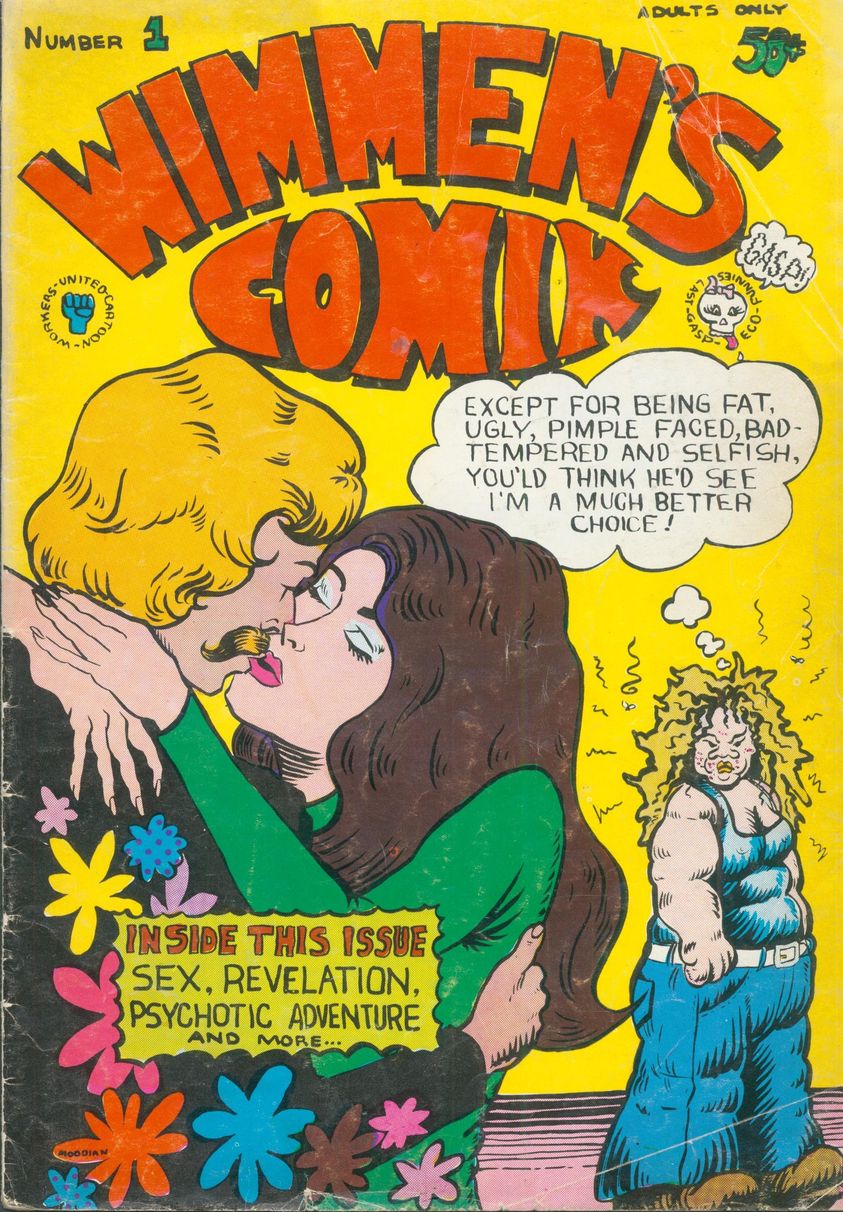 NUMBER 1
ADULTS ONLY
50¢
WIMMEN'S
COMIX
WORKERS-UNITED-CARTOON-
GASP!
LAST-GASP-ECO-FUNNIES
EXCEPT FOR BEING FAT,
UGLY, PIMPLE FACED, BAD-
TEMPERED AND SELFISH,
YOU'LD THINK HE'D SEE
I'M A MUCH BETTER
CHOICE!
INSIDE THIS ISSUE
SEX, REVELATION,
PSYCHOTIC ADVENTURE
AND MORE...
MOODIAN